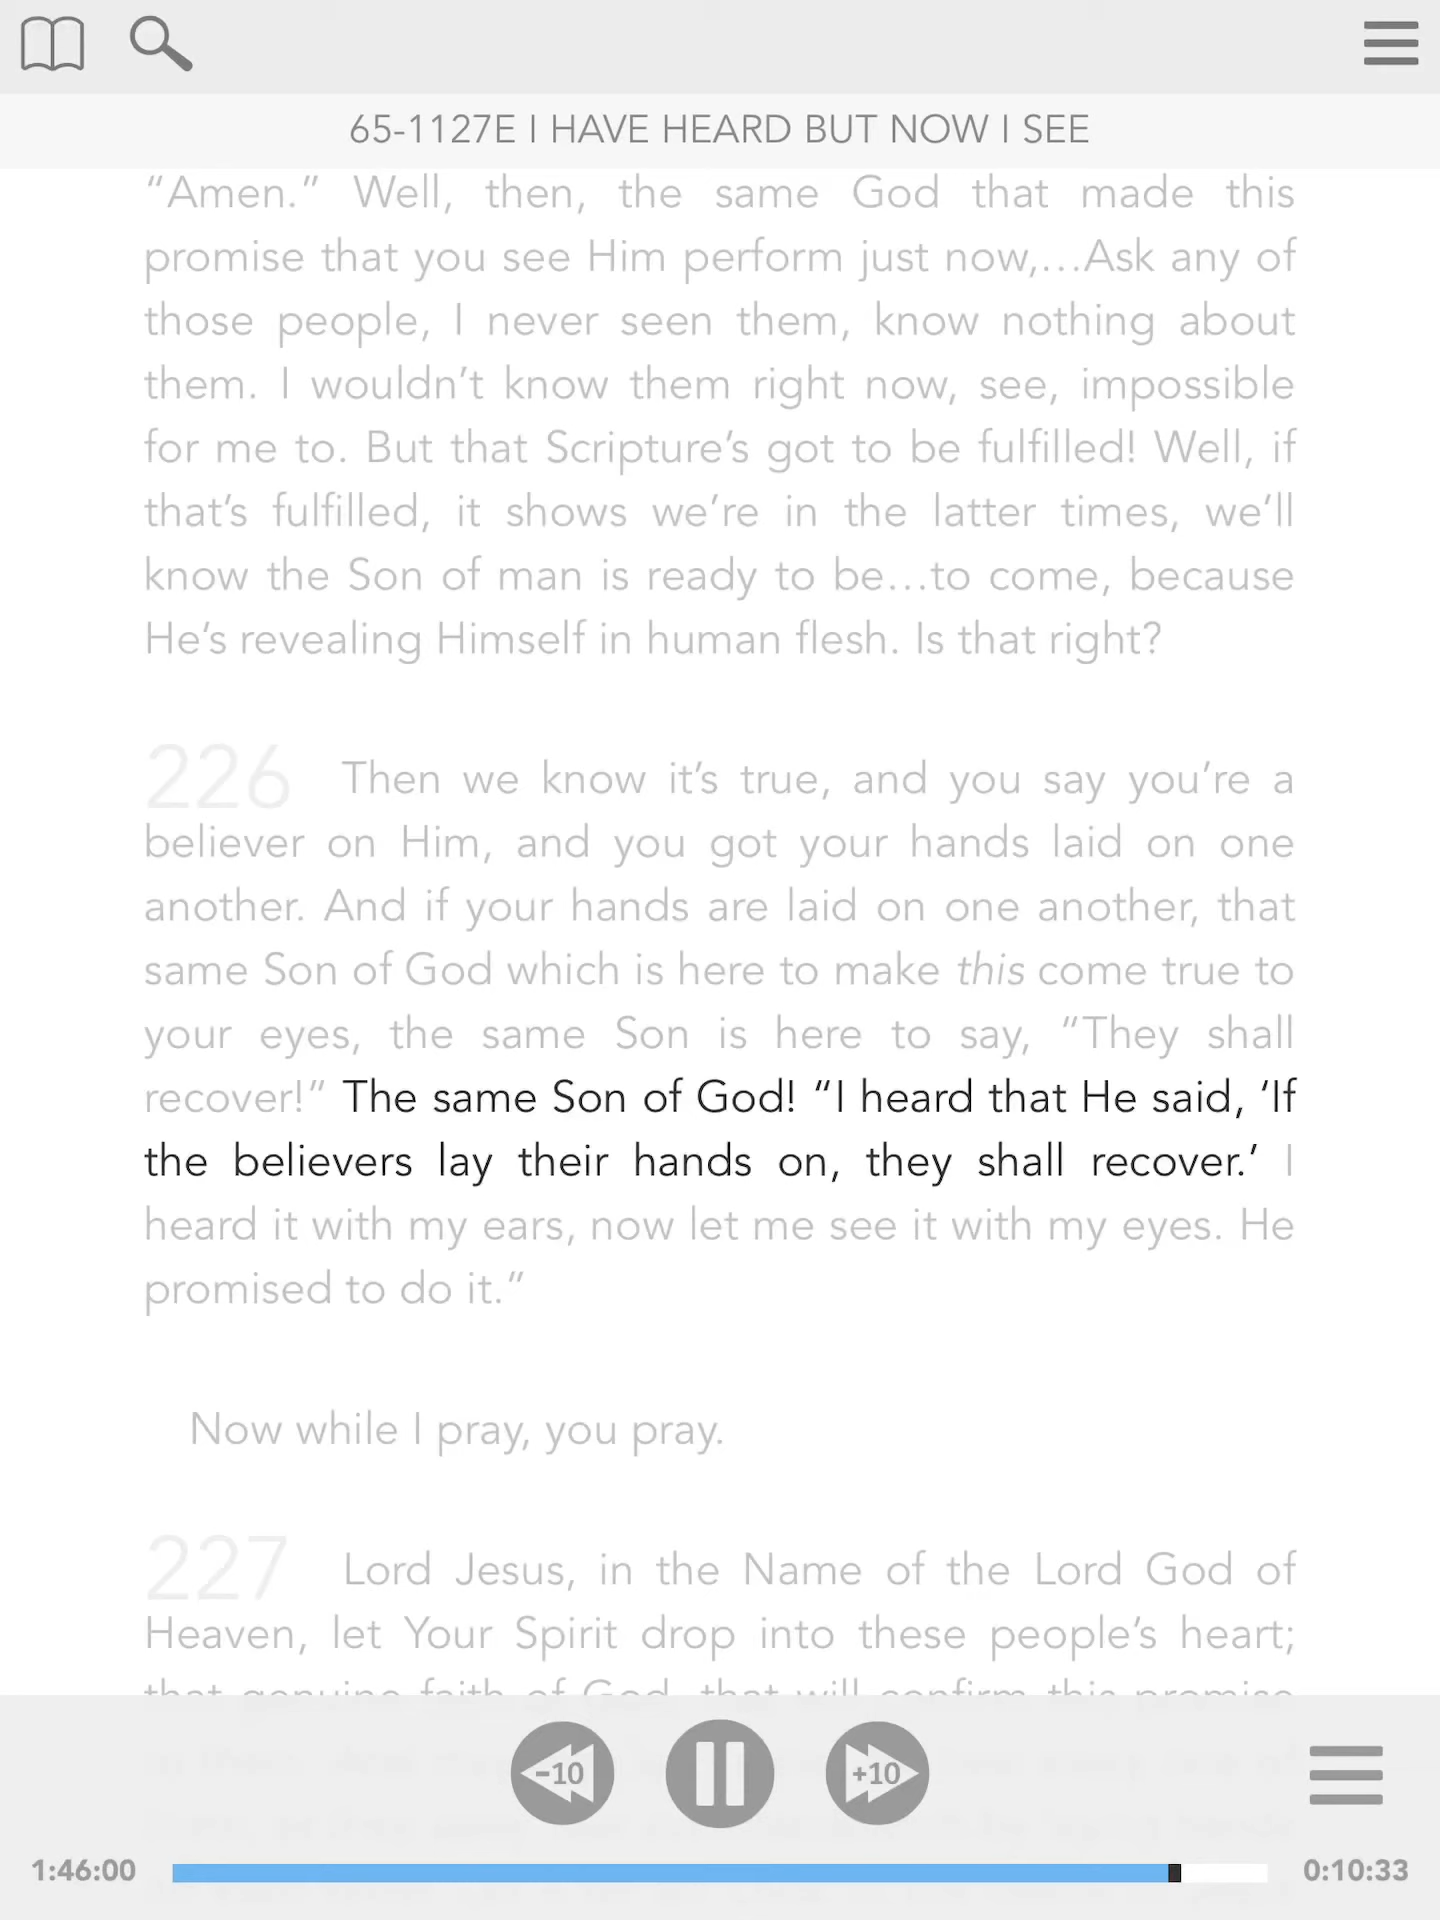 65-1127E I HAVE HEARD BUT NOW I SEE
“Amen.” Well, then, the same God that made this
promise that you see Him perform just now,…Ask any of
those people, I never seen them, know nothing about
them. I wouldn’t know them right now, see, impossible
for me to. But that Scripture’s got to be fulfilled! Well, if
that’s fulfilled, it shows we’re in the latter times, we’ll
know the Son of man is ready to be…to come, because
He’s revealing Himself in human flesh. Is that right?
226 Then we know it’s true, and you say you’re a
believer on Him, and you got your hands laid on one
another. And if your hands are laid on one another, that
same Son of God which is here to make this come true to
your eyes, the same Son is here to say, “They shall
recover!” The same Son of God! “I heard that He said, ‘If
the believers lay their hands on, they shall recover.’ I
heard it with my ears, now let me see it with my eyes. He
promised to do it.”
Now while I pray, you pray.
227 Lord Jesus, in the Name of the Lord God of
Heaven, let Your Spirit drop into these people’s heart;
that genuine faith of God, that will confirm this promise
-10 +10
1:46:00 0:10:33